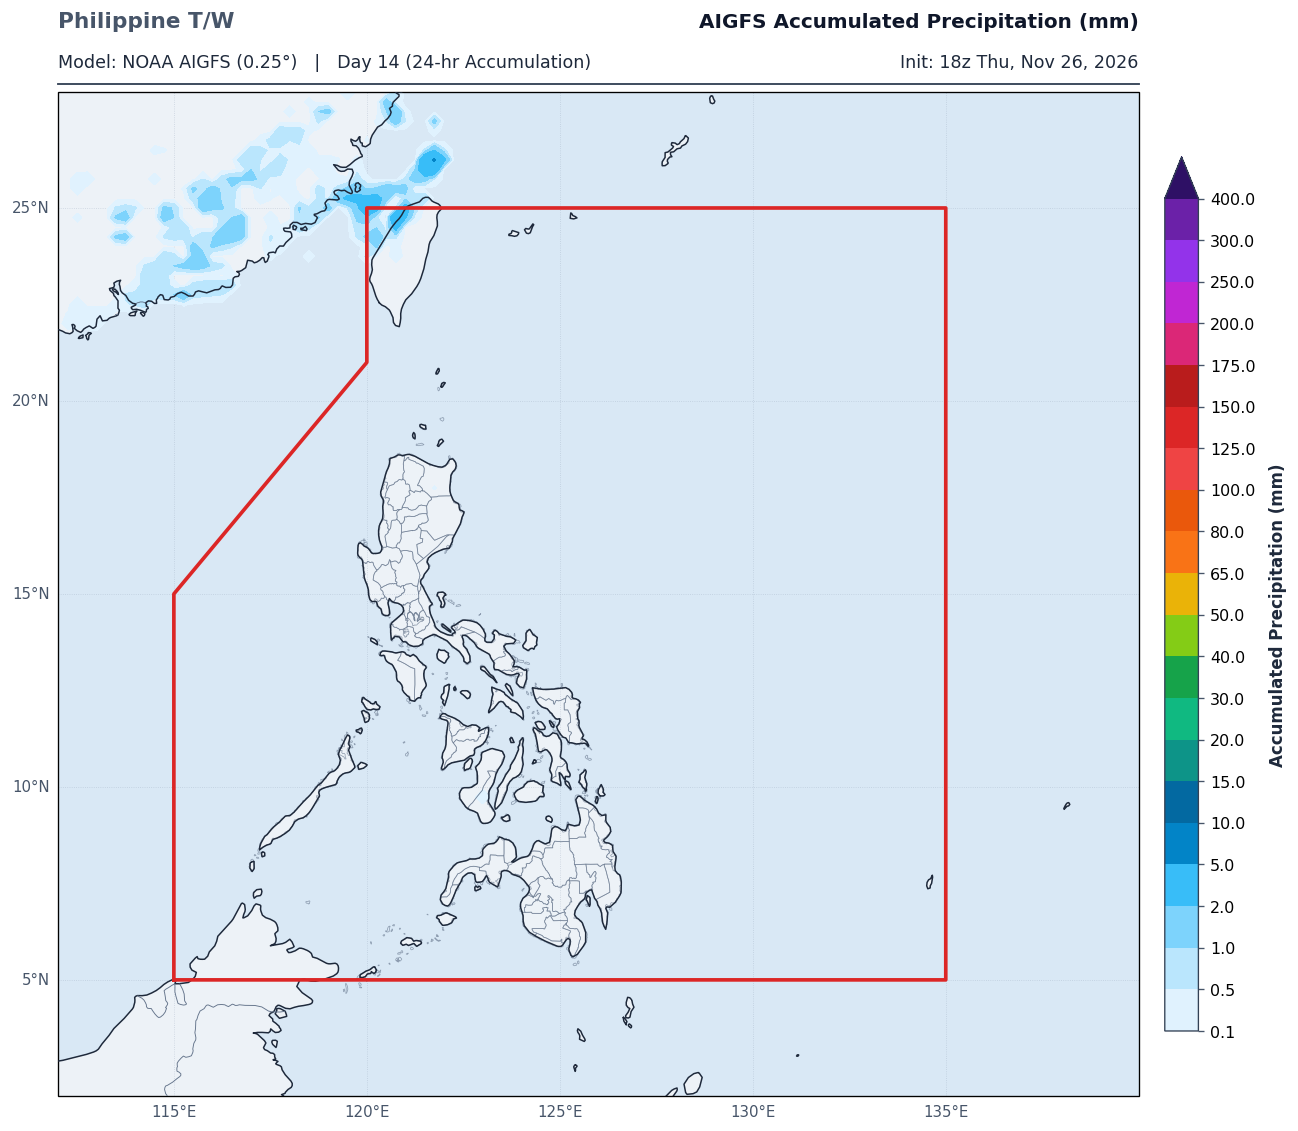 Philippine T/W
AIGFS Accumulated Precipitation (mm)
Model: NOAA AIGFS (0.25°)   |   Day 14 (24-hr Accumulation)
Init: 18z Thu, Nov 26, 2026
25°N
20°N
15°N
10°N
5°N
115°E
120°E
125°E
130°E
135°E
400.0
300.0
250.0
200.0
175.0
150.0
125.0
100.0
80.0
65.0
50.0
40.0
30.0
20.0
15.0
10.0
5.0
2.0
1.0
0.5
0.1
Accumulated Precipitation (mm)